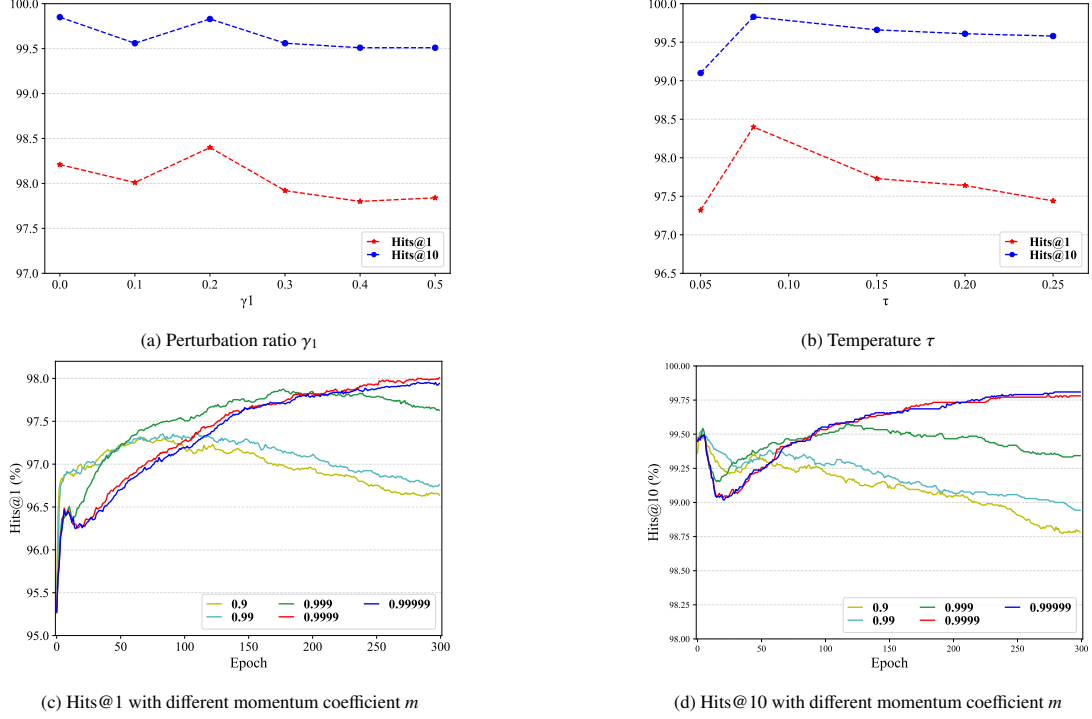 100.0
99.5
99.0
98.5
98.0
97.5
97.0
0.0 0.1 0.2 0.3 0.4 0.5
γ1
Hits@1
Hits@10
(a) Perturbation ratio γ₁
100.0
99.5
99.0
98.5
98.0
97.5
97.0
96.5
0.05 0.10 0.15 0.20 0.25
τ
Hits@1
Hits@10
(b) Temperature τ
Hits@1 (%)
98.0
97.5
97.0
96.5
96.0
95.5
95.0
0 50 100 150 200 250 300
Epoch
0.9 0.999 0.99999
0.99 0.9999
(c) Hits@1 with different momentum coefficient m
Hits@10 (%)
100.00
99.75
99.50
99.25
99.00
98.75
98.50
98.25
98.00
0 50 100 150 200 250 300
Epoch
0.9 0.999 0.99999
0.99 0.9999
(d) Hits@10 with different momentum coefficient m